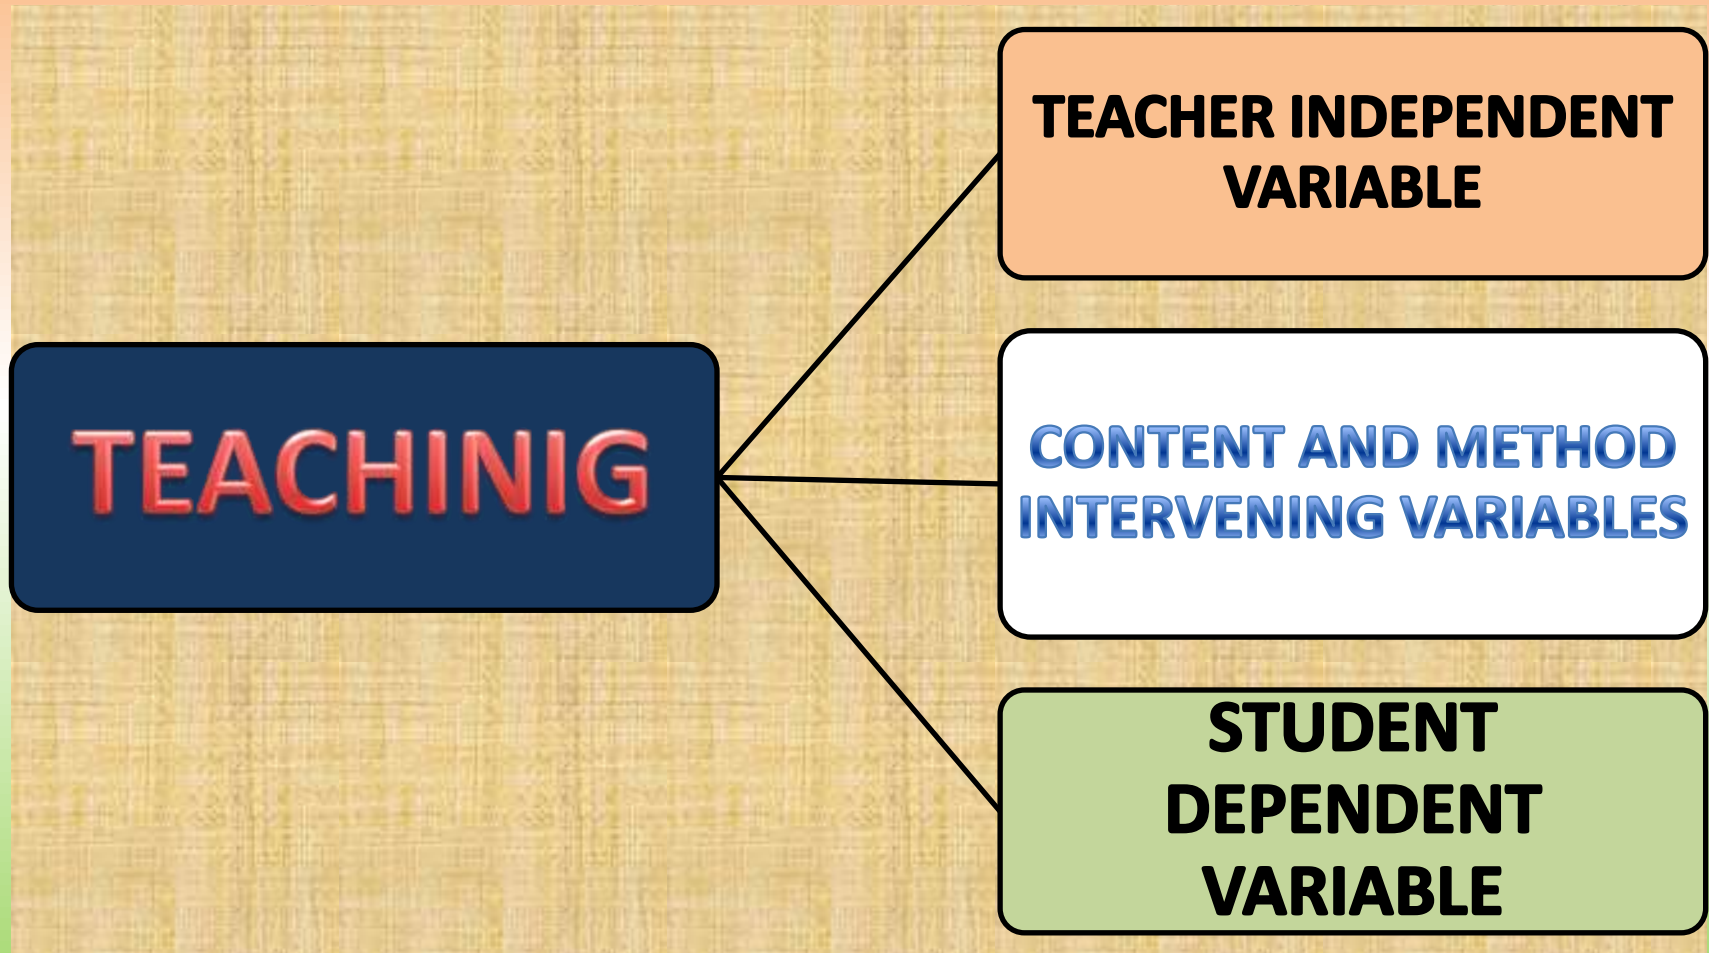 TEACHINIG
TEACHER INDEPENDENT
VARIABLE
CONTENT AND METHOD
INTERVENING VARIABLES
STUDENT
DEPENDENT
VARIABLE